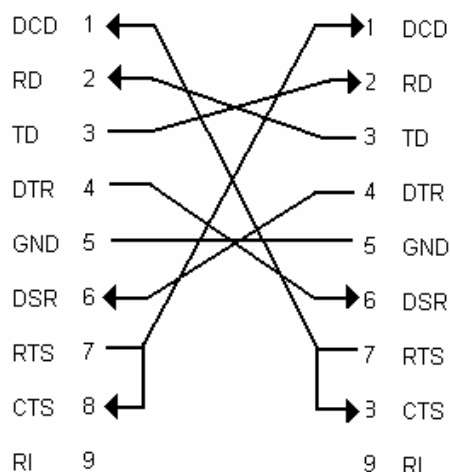 DCD 1 1 DCD
RD 2 2 RD
TD 3 3 TD
DTR 4 4 DTR
GND 5 5 GND
DSR 6 6 DSR
RTS 7 7 RTS
CTS 8 3 CTS
RI 9 9 RI